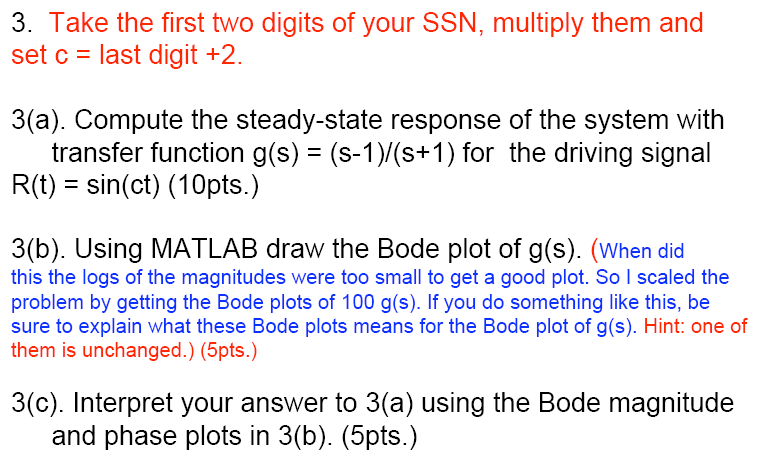 3. Take the first two digits of your SSN, multiply them and
set c = last digit +2.
3(a). Compute the steady-state response of the system with
transfer function g(s) = (s-1)/(s+1) for the driving signal
R(t) = sin(ct) (10pts.)
3(b). Using MATLAB draw the Bode plot of g(s). (When did
this the logs of the magnitudes were too small to get a good plot. So I scaled the
problem by getting the Bode plots of 100 g(s). If you do something like this, be
sure to explain what these Bode plots means for the Bode plot of g(s). Hint: one of
them is unchanged.) (5pts.)
3(c). Interpret your answer to 3(a) using the Bode magnitude
and phase plots in 3(b). (5pts.)